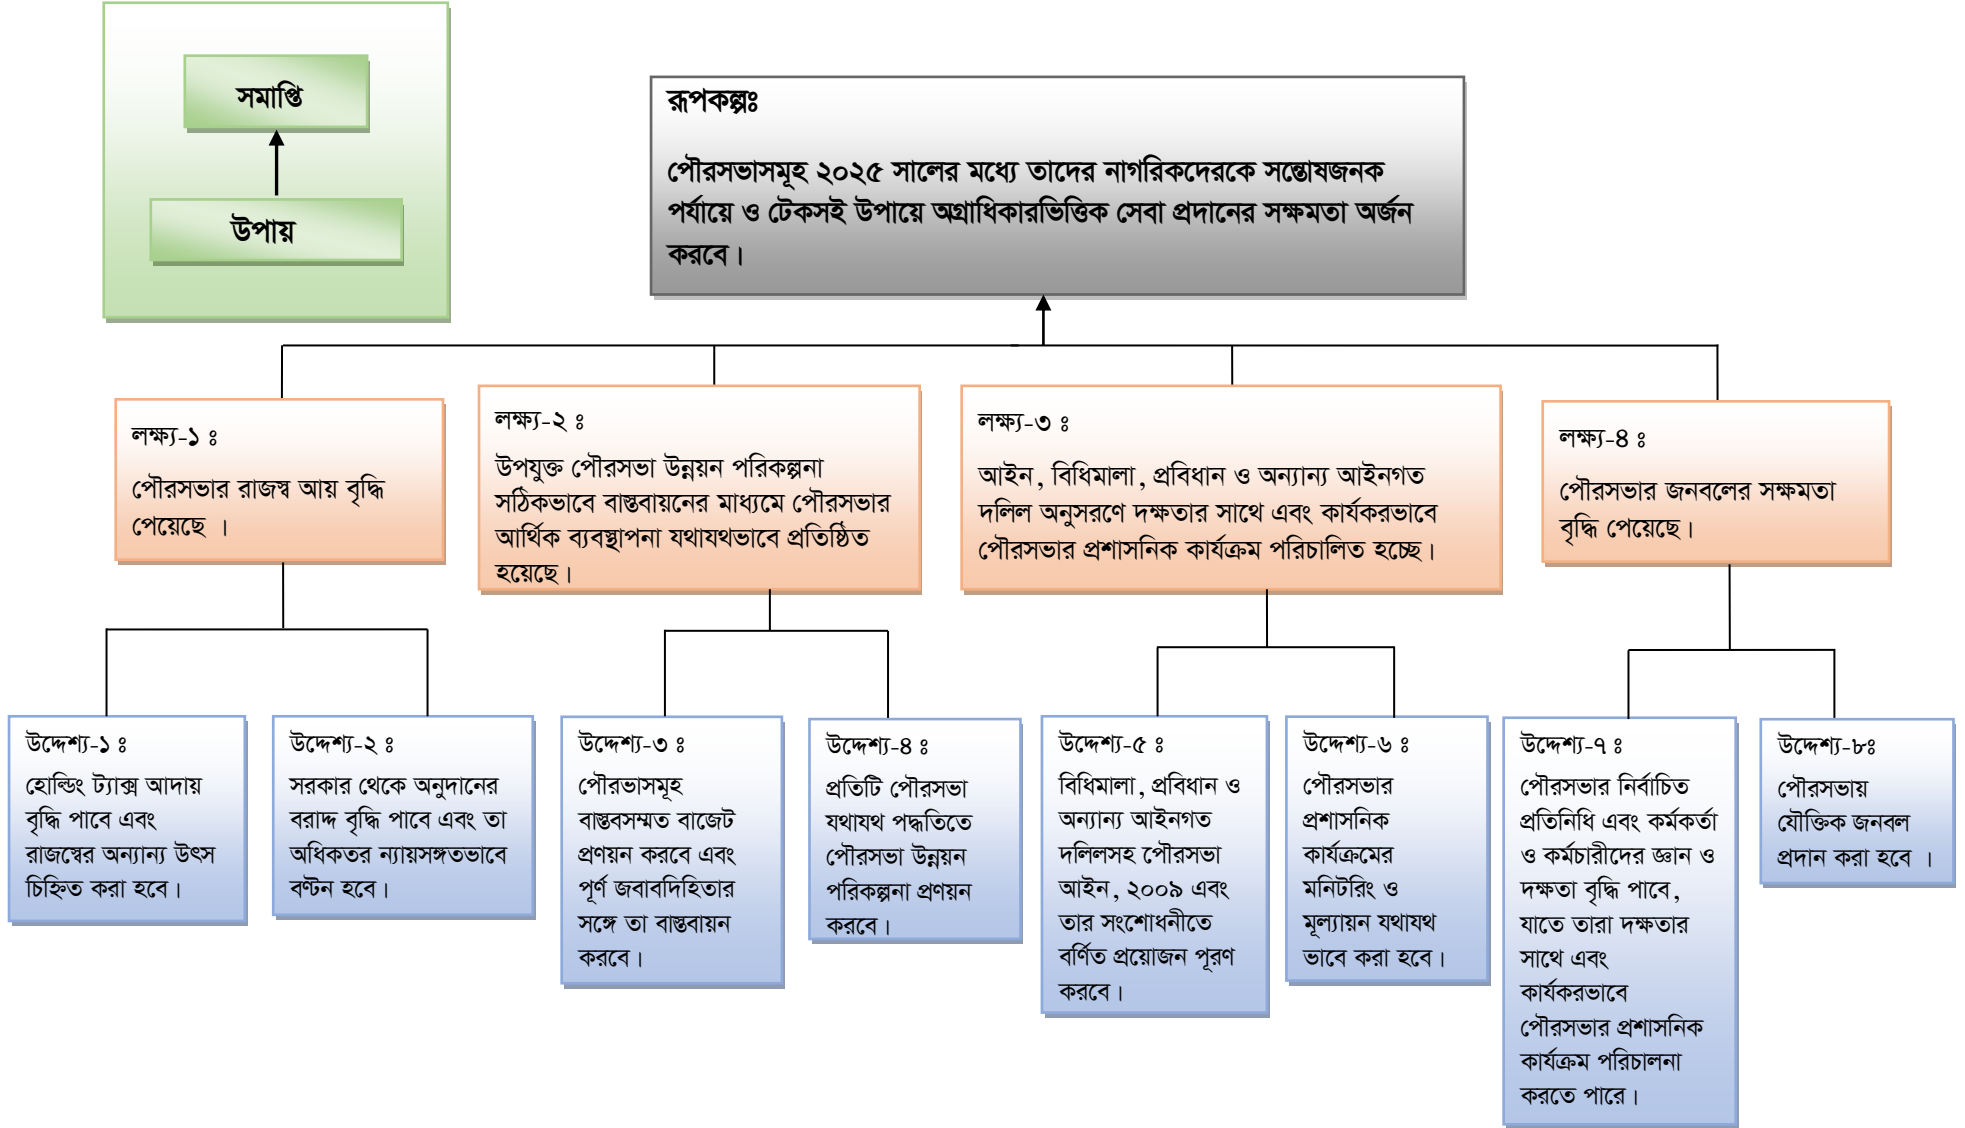 সমাপ্তি
উপায়
রূপকল্পঃ
পৌরসভাসমূহ ২০২৫ সালের মধ্যে তাদের নাগরিকদেরকে সন্তোষজনক
পর্যায়ে ও টেকসই উপায়ে অগ্রাধিকারভিত্তিক সেবা প্রদানের সক্ষমতা অর্জন
করবে।
লক্ষ্য-১ ঃ
পৌরসভার রাজস্ব আয় বৃদ্ধি
পেয়েছে ।
লক্ষ্য-২ ঃ
উপযুক্ত পৌরসভা উন্নয়ন পরিকল্পনা
সঠিকভাবে বাস্তবায়নের মাধ্যমে পৌরসভার
আর্থিক ব্যবস্থাপনা যথাযথভাবে প্রতিষ্ঠিত
হয়েছে।
লক্ষ্য-৩ ঃ
আইন, বিধিমালা, প্রবিধান ও অন্যান্য আইনগত
দলিল অনুসরণে দক্ষতার সাথে এবং কার্যকরভাবে
পৌরসভার প্রশাসনিক কার্যক্রম পরিচালিত হচ্ছে।
লক্ষ্য-৪ ঃ
পৌরসভার জনবলের সক্ষমতা
বৃদ্ধি পেয়েছে।
উদ্দেশ্য-১ ঃ
হোল্ডিং ট্যাক্স আদায়
বৃদ্ধি পাবে এবং
রাজস্বের অন্যান্য উৎস
চিহ্নিত করা হবে।
উদ্দেশ্য-২ ঃ
সরকার থেকে অনুদানের
বরাদ্দ বৃদ্ধি পাবে এবং তা
অধিকতর ন্যায়সঙ্গতভাবে
বণ্টন হবে।
উদ্দেশ্য-৩ ঃ
পৌরভাসমূহ
বাস্তবসম্মত বাজেট
প্রণয়ন করবে এবং
পূর্ণ জবাবদিহিতার
সঙ্গে তা বাস্তবায়ন
করবে।
উদ্দেশ্য-৪ ঃ
প্রতিটি পৌরসভা
যথাযথ পদ্ধতিতে
পৌরসভা উন্নয়ন
পরিকল্পনা প্রণয়ন
করবে।
উদ্দেশ্য-৫ ঃ
বিধিমালা, প্রবিধান ও
অন্যান্য আইনগত
দলিলসহ পৌরসভা
আইন, ২০০৯ এবং
তার সংশোধনীতে
বর্ণিত প্রয়োজন পূরণ
করবে।
উদ্দেশ্য-৬ ঃ
পৌরসভার
প্রশাসনিক
কার্যক্রমের
মনিটরিং ও
মূল্যায়ন যথাযথ
ভাবে করা হবে।
উদ্দেশ্য-৭ ঃ
পৌরসভার নির্বাচিত
প্রতিনিধি এবং কর্মকর্তা
ও কর্মচারীদের জ্ঞান ও
দক্ষতা বৃদ্ধি পাবে,
যাতে তারা দক্ষতার
সাথে এবং
কার্যকরভাবে
পৌরসভার প্রশাসনিক
কার্যক্রম পরিচালনা
করতে পারে।
উদ্দেশ্য-৮ঃ
পৌরসভায়
যৌক্তিক জনবল
প্রদান করা হবে ।